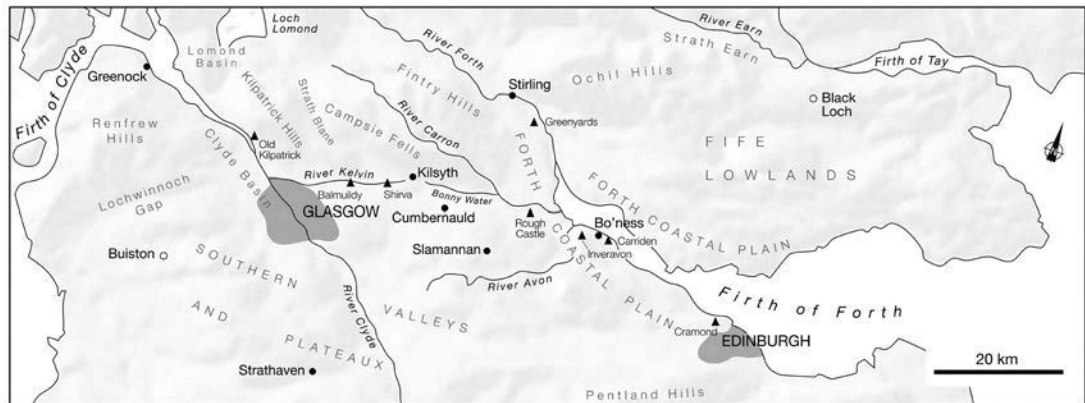 Loch
Lomond
River Forth
River Earn
Strath Earn
Firth of Tay
Firth of Clyde
Greenock
Lomond
Basin
Kilpatrick Hills
Strath Blane
Campsie Fells
Fintry Hills
River Carron
Stirling
Ochil Hills
Greenyards
Black
Loch
Renfrew
Hills
Clyde Basin
Old
Kilpatrick
FORTH
FIFE
LOWLANDS
Lochwinnoch
Gap
River Kelvin
Kilsyth
Balmuildy
Shirva
Bonny Water
GLASGOW
Cumbernauld
Rough
Castle
Bo'ness
Carriden
Inveravon
FORTH COASTAL PLAIN
COASTAL PLAIN
Slamannan
River Avon
Buiston
SOUTHERN
AND
PLATEAUX
VALLEYS
River Clyde
Strathaven
Firth of Forth
Cramond
EDINBURGH
Pentland Hills
20 km